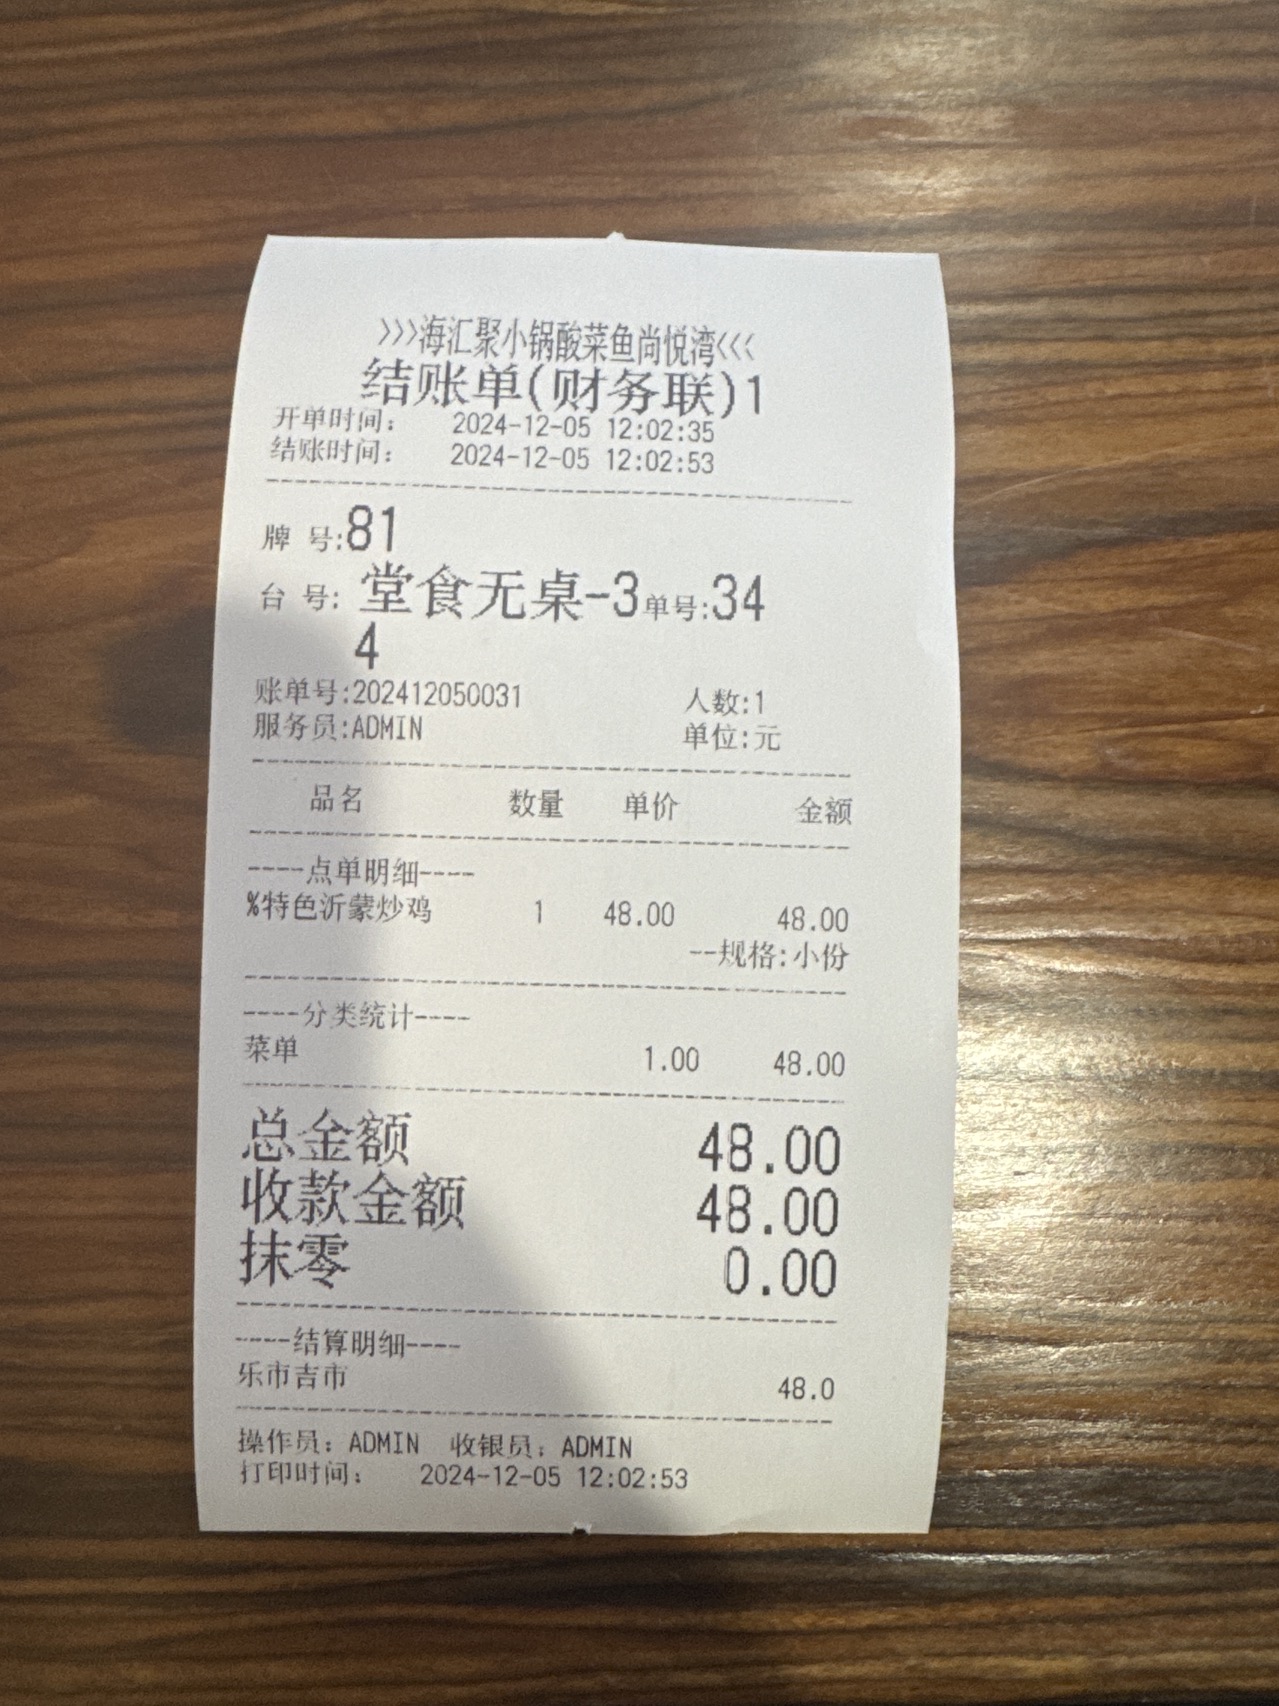 >>>海汇聚小锅酸菜鱼尚悦湾<<<
结账单(财务联)1
开单时间: 2024-12-05 12:02:35
结账时间: 2024-12-05 12:02:53
牌 号:81
台 号: 堂食无桌-3单号:34
4
账单号:202412050031 人数:1
服务员:ADMIN 单位:元
品名 数量 单价 金额
----点单明细----
%特色沂蒙炒鸡 1 48.00 48.00
--规格:小份
----分类统计----
菜单 1.00 48.00
总金额 48.00
收款金额 48.00
抹零 0.00
----结算明细----
乐市吉市 48.0
操作员: ADMIN 收银员: ADMIN
打印时间: 2024-12-05 12:02:53